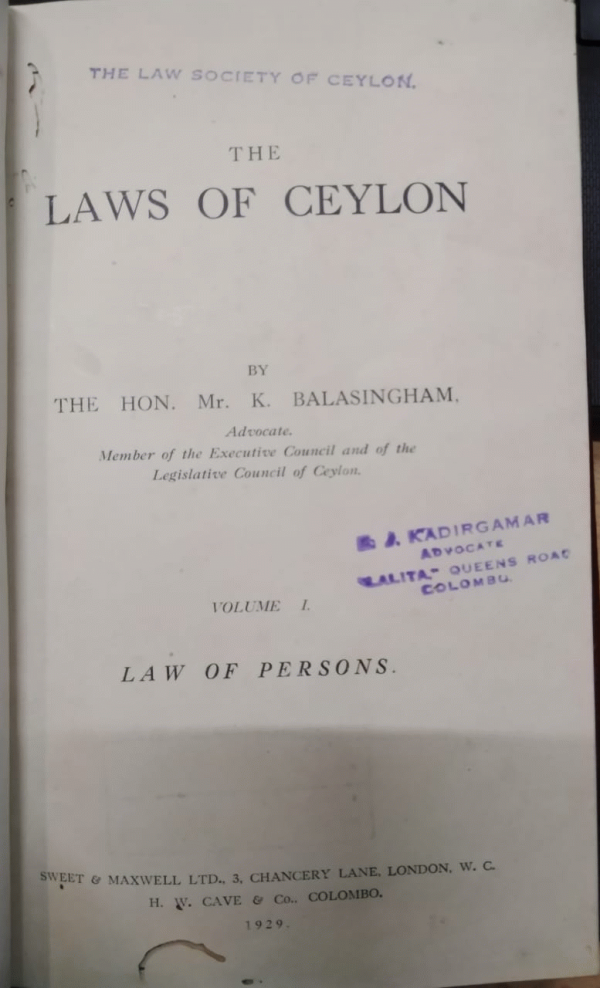 THE LAW SOCIETY OF CEYLON.
THE
LAWS OF CEYLON
BY
THE HON. Mr. K. BALASINGHAM,
Advocate.
Member of the Executive Council and of the
Legislative Council of Ceylon.
J. KADIRGAMAR
ADVOCATE
"LALITA," QUEENS ROAD
COLOMBO.
VOLUME I.
LAW OF PERSONS.
SWEET & MAXWELL LTD., 3, CHANCERY LANE, LONDON, W. C.
H. W. CAVE & Co., COLOMBO.
1929.